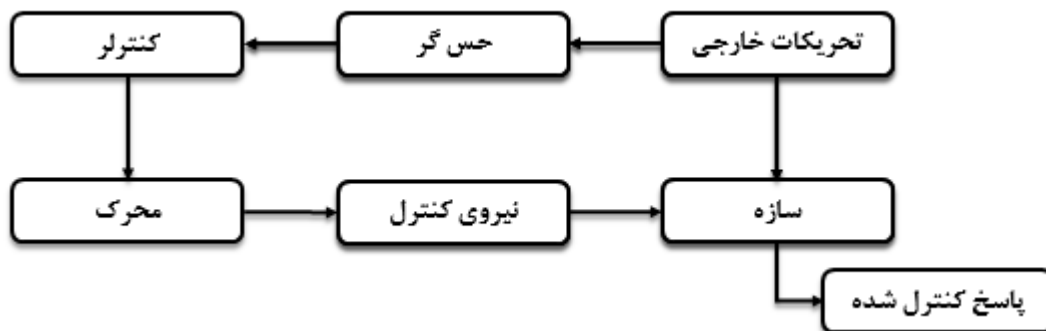 تحریکات خارجی
حس گر
کنترلر
محرک
نیروی کنترل
سازه
پاسخ کنترل شده